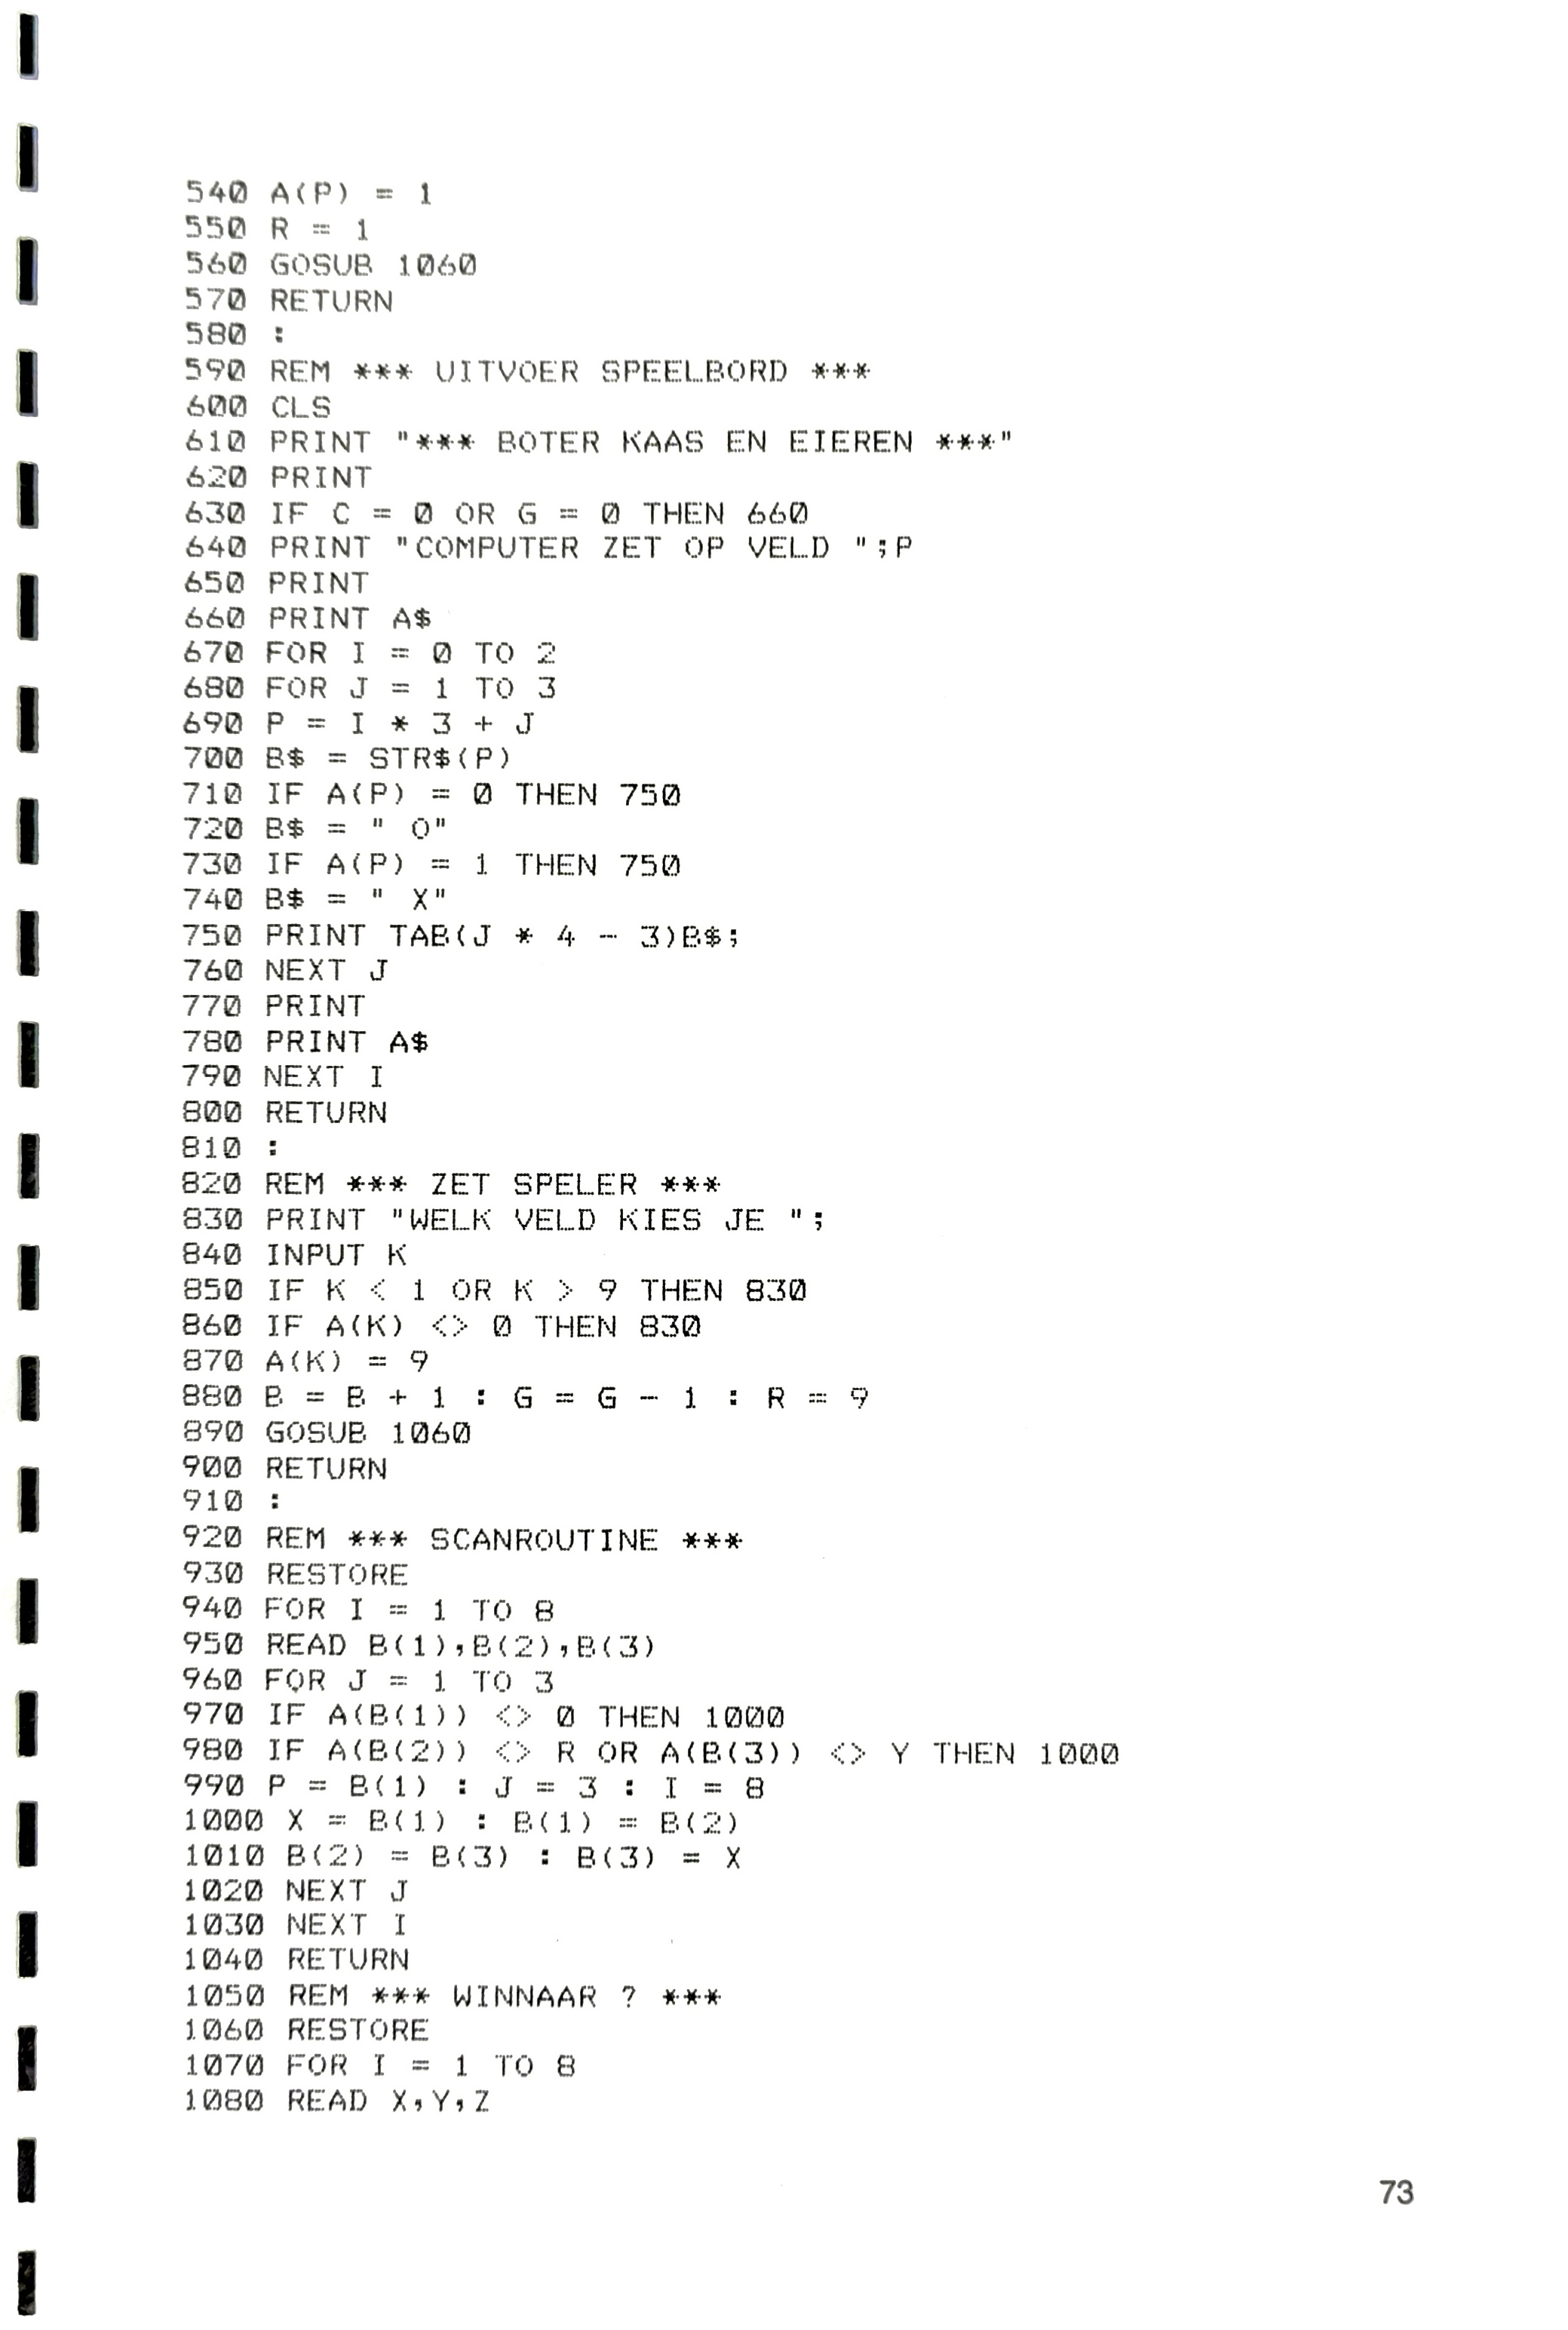 540 A(P) = 1
550 R = 1
560 GOSUB 1060
570 RETURN
580 :
590 REM *** UITVOER SPEELBORD ***
600 CLS
610 PRINT "*** BOTER KAAS EN EIEREN ***"
620 PRINT
630 IF C = 0 OR G = 0 THEN 660
640 PRINT "COMPUTER ZET OP VELD ";P
650 PRINT
660 PRINT A$
670 FOR I = 0 TO 2
680 FOR J = 1 TO 3
690 P = I * 3 + J
700 B$ = STR$(P)
710 IF A(P) = 0 THEN 750
720 B$ = " O"
730 IF A(P) = 1 THEN 750
740 B$ = " X"
750 PRINT TAB(J * 4 - 3)B$;
760 NEXT J
770 PRINT
780 PRINT A$
790 NEXT I
800 RETURN
810 :
820 REM *** ZET SPELER ***
830 PRINT "WELK VELD KIES JE ";
840 INPUT K
850 IF K < 1 OR K > 9 THEN 830
860 IF A(K) <> 0 THEN 830
870 A(K) = 9
880 B = B + 1 : G = G - 1 : R = 9
890 GOSUB 1060
900 RETURN
910 :
920 REM *** SCANROUTINE ***
930 RESTORE
940 FOR I = 1 TO 8
950 READ B(1),B(2),B(3)
960 FOR J = 1 TO 3
970 IF A(B(1)) <> 0 THEN 1000
980 IF A(B(2)) <> R OR A(B(3)) <> Y THEN 1000
990 P = B(1) : J = 3 : I = 8
1000 X = B(1) : B(1) = B(2)
1010 B(2) = B(3) : B(3) = X
1020 NEXT J
1030 NEXT I
1040 RETURN
1050 REM *** WINNAAR ? ***
1060 RESTORE
1070 FOR I = 1 TO 8
1080 READ X,Y,Z
73